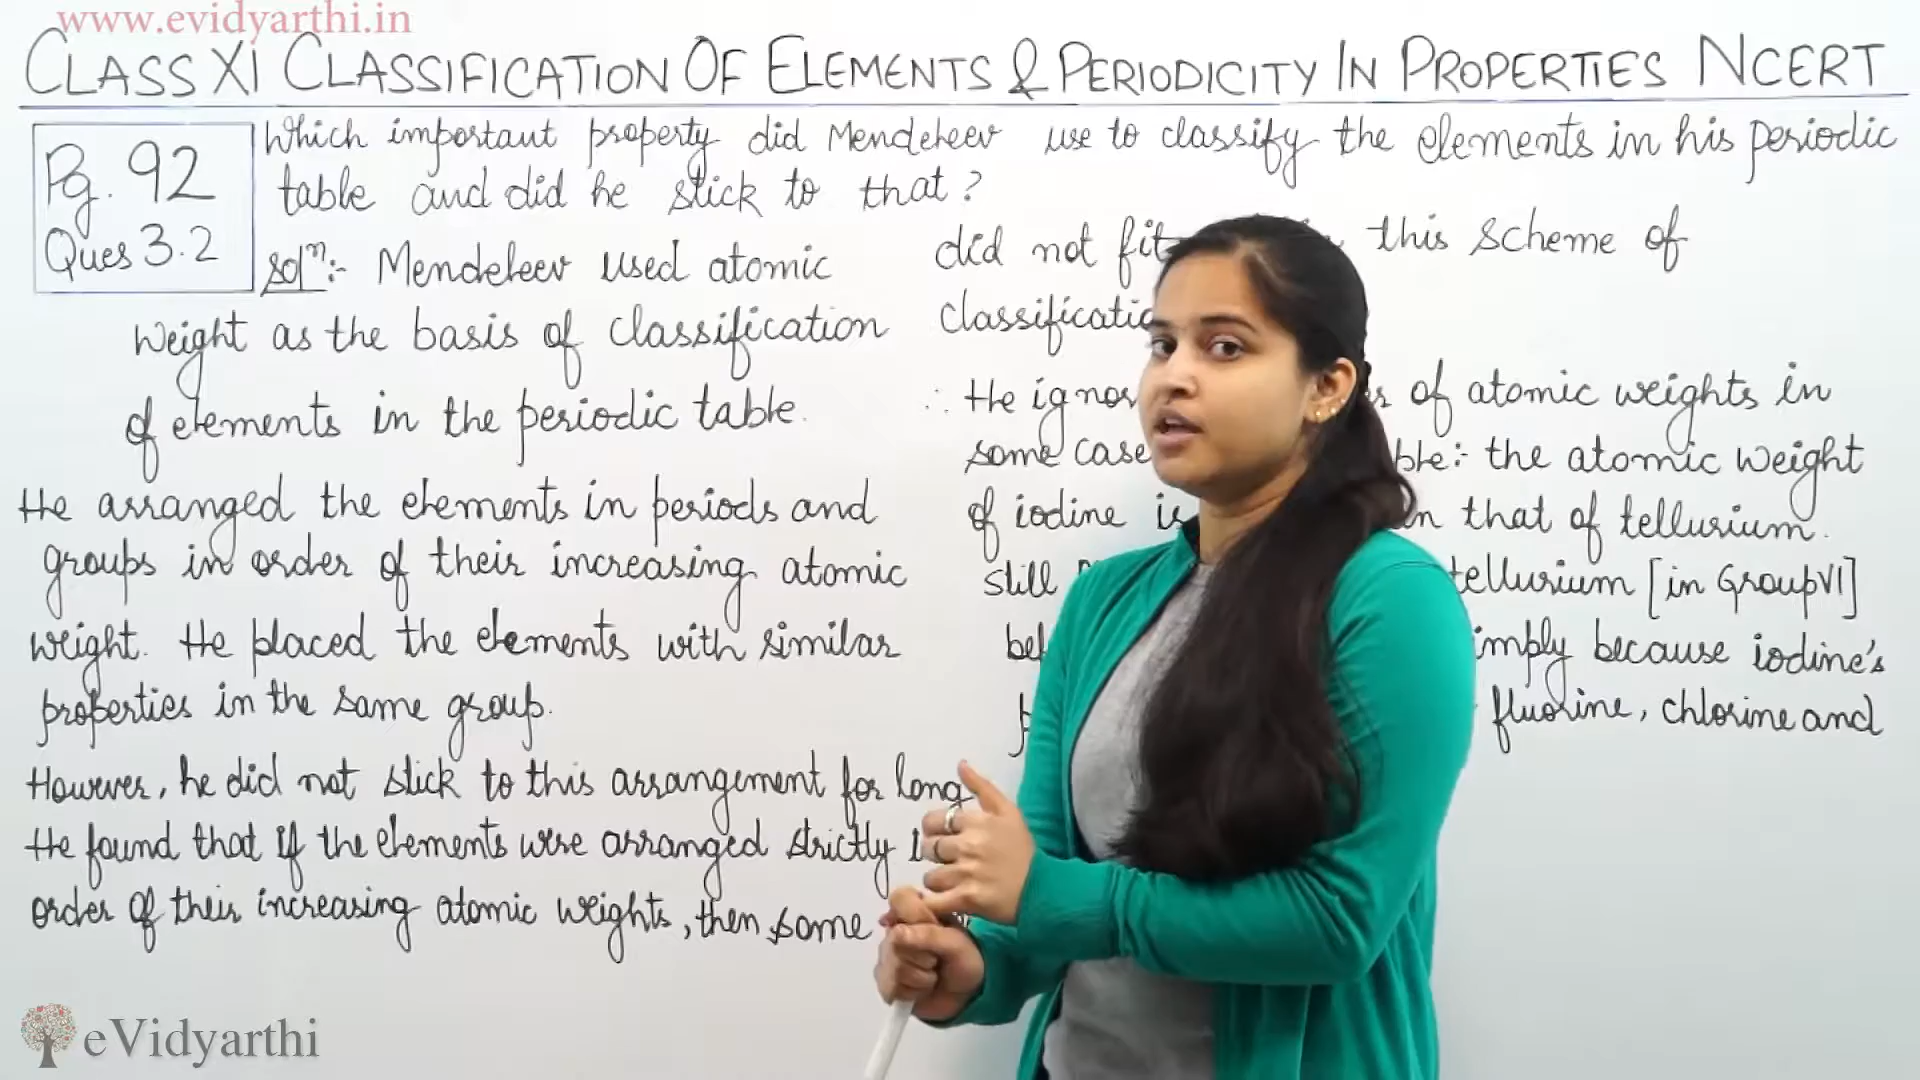 www.evidyarthi.in
CLASS XI CLASSIFICATION OF ELEMENTS & PERIODICITY IN PROPERTIES NCERT
Pg. 92
Ques 3.2
Which important property did Mendeleev use to classify the elements in his periodic
table and did he stick to that?
Solⁿ:- Mendeleev used atomic
weight as the basis of classification
of elements in the periodic table.
He arranged the elements in periods and
groups in order of their increasing atomic
weight. He placed the elements with similar
properties in the same group.
However, he did not stick to this arrangement for long
He found that if the elements were arranged strictly
order of their increasing atomic weights, then some
did not fit this scheme of
∴ He of atomic weights in
some the atomic weight
of iodine is that of tellurium.
still tellurium [in Group VI]
because iodine's
fluorine, chlorine and
eVidyarthi